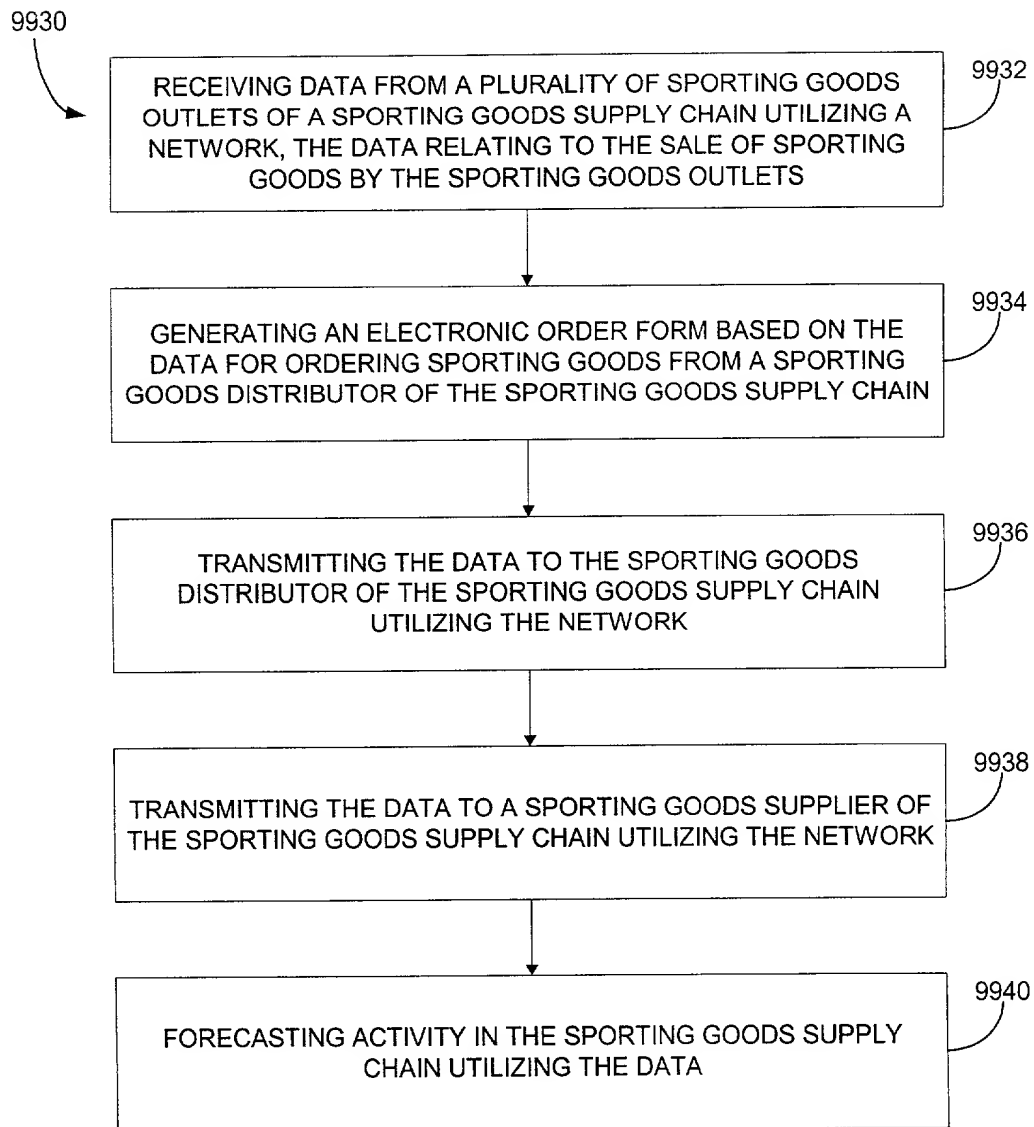 9930
RECEIVING DATA FROM A PLURALITY OF SPORTING GOODS
OUTLETS OF A SPORTING GOODS SUPPLY CHAIN UTILIZING A
NETWORK, THE DATA RELATING TO THE SALE OF SPORTING
GOODS BY THE SPORTING GOODS OUTLETS
9932
GENERATING AN ELECTRONIC ORDER FORM BASED ON THE
DATA FOR ORDERING SPORTING GOODS FROM A SPORTING
GOODS DISTRIBUTOR OF THE SPORTING GOODS SUPPLY CHAIN
9934
TRANSMITTING THE DATA TO THE SPORTING GOODS
DISTRIBUTOR OF THE SPORTING GOODS SUPPLY CHAIN
UTILIZING THE NETWORK
9936
TRANSMITTING THE DATA TO A SPORTING GOODS SUPPLIER OF
THE SPORTING GOODS SUPPLY CHAIN UTILIZING THE NETWORK
9938
FORECASTING ACTIVITY IN THE SPORTING GOODS SUPPLY
CHAIN UTILIZING THE DATA
9940